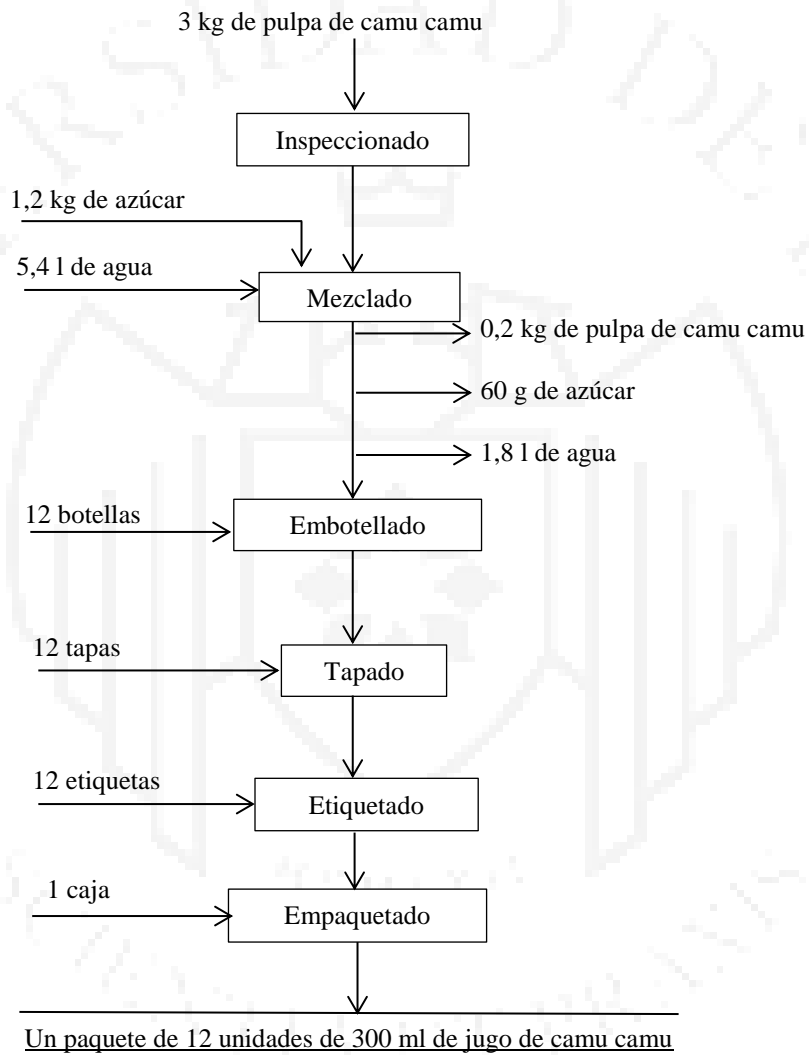 3 kg de pulpa de camu camu
Inspeccionado
1,2 kg de azúcar
5,4 l de agua
Mezclado
0,2 kg de pulpa de camu camu
60 g de azúcar
1,8 l de agua
12 botellas
Embotellado
12 tapas
Tapado
12 etiquetas
Etiquetado
1 caja
Empaquetado
Un paquete de 12 unidades de 300 ml de jugo de camu camu